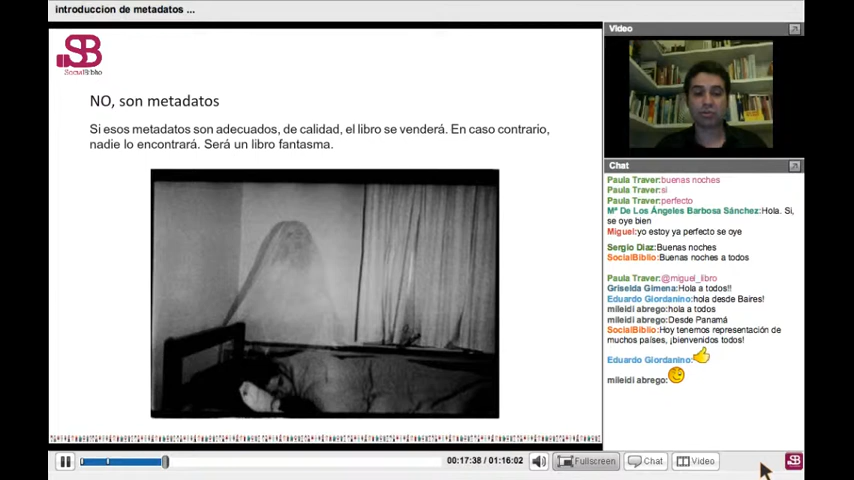 introduccion de metadatos ...
SB
SocialBiblio
NO, son metadatos
Si esos metadatos son adecuados, de calidad, el libro se venderá. En caso contrario,
nadie lo encontrará. Será un libro fantasma.
Video
Chat
Paula Traver:buenas noches
Paula Traver:si
Paula Traver:perfecto
Mª De Los Ángeles Barbosa Sánchez:Hola. Si,
se oye bien
Miguel:yo estoy ya perfecto se oye
Sergio Diaz:Buenas noches
SocialBiblio:Buenas noches a todos
Paula Traver:@miguel_libro
Griselda Gimena:Hola a todos!!
Eduardo Giordanino:hola desde Baires!
mileidi abrego:hola a todos
mileidi abrego:Desde Panamá
SocialBiblio:Hoy tenemos representación de
muchos países, ¡bienvenidos todos!
Eduardo Giordanino:
mileidi abrego:
00:17:38 / 01:16:02
Fullscreen
Chat
Video
SB